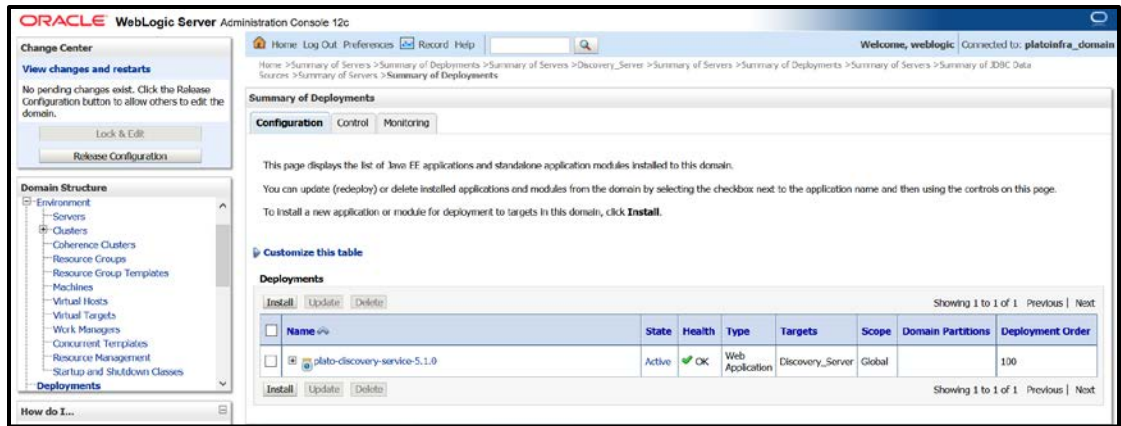 ORACLE WebLogic Server Administration Console 12c
Change Center
View changes and restarts
No pending changes exist. Click the Release
Configuration button to allow others to edit the
domain.
Lock & Edit
Release Configuration
Domain Structure
Environment
Servers
Clusters
Coherence Clusters
Resource Groups
Resource Group Templates
Machines
Virtual Hosts
Virtual Targets
Work Managers
Concurrent Templates
Resource Management
Startup and Shutdown Classes
Deployments
How do I...
Home Log Out Preferences Record Help
Welcome, weblogic Connected to: platoinfra_domain
Home >Summary of Servers >Summary of Deployments >Summary of Servers >Discovery_Server >Summary of Servers >Summary of Deployments >Summary of Servers >Summary of JDBC Data
Sources >Summary of Servers >Summary of Deployments
Summary of Deployments
Configuration Control Monitoring
This page displays the list of Java EE applications and standalone application modules installed to this domain.
You can update (redeploy) or delete installed applications and modules from the domain by selecting the checkbox next to the application name and then using the controls on this page.
To install a new application or module for deployment to targets in this domain, click Install.
Customize this table
Deployments
Install Update Delete Showing 1 to 1 of 1 Previous | Next
Name State Health Type Targets Scope Domain Partitions Deployment Order
plato-discovery-service-5.1.0 Active OK Web Application Discovery_Server Global 100
Install Update Delete Showing 1 to 1 of 1 Previous | Next